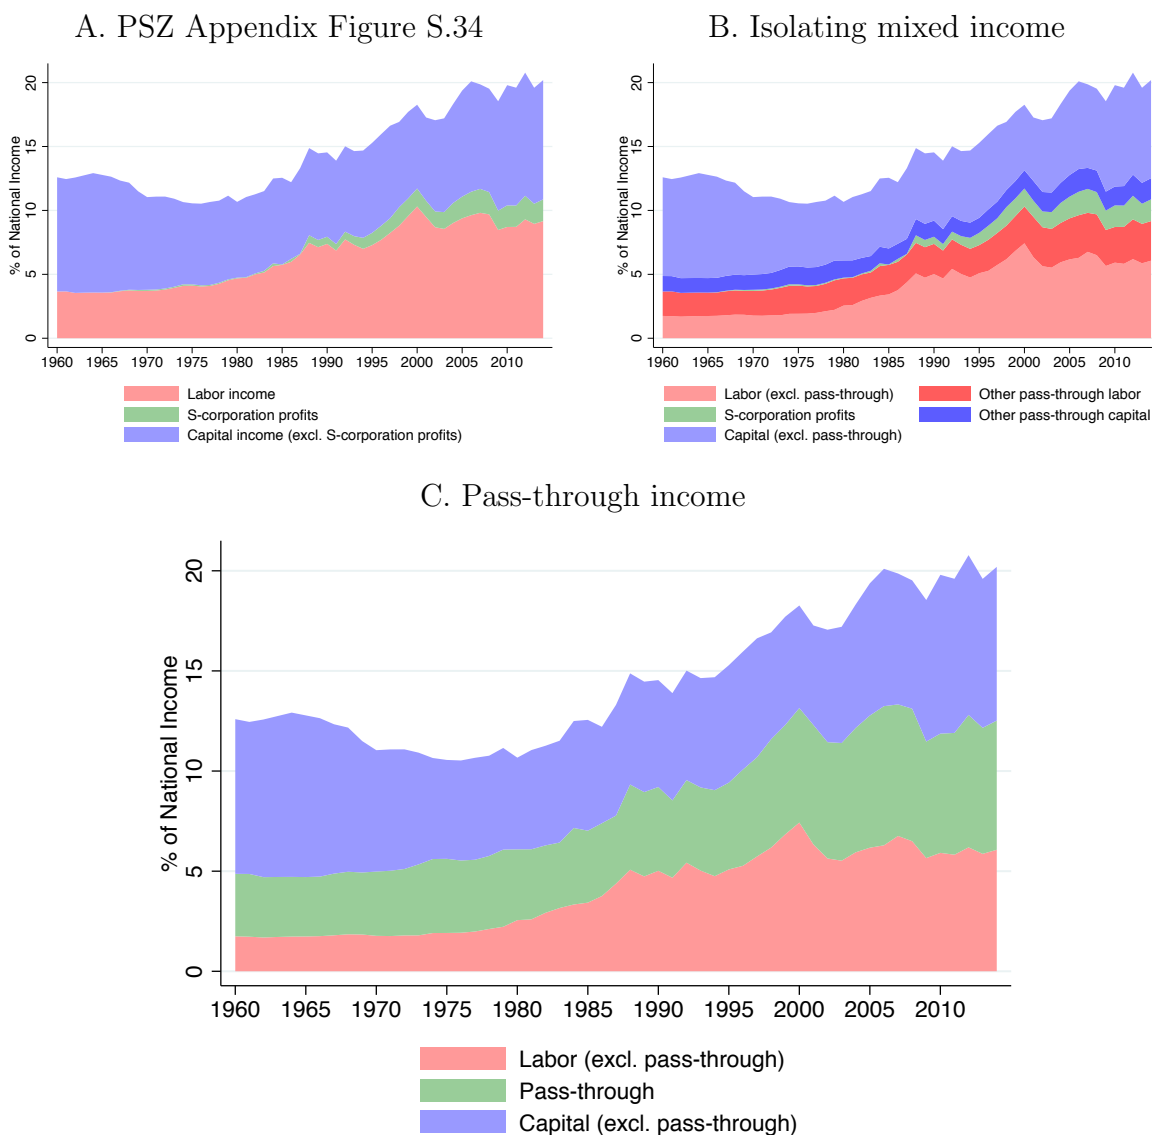 A. PSZ Appendix Figure S.34
% of National Income
20
15
10
5
0
1960 1965 1970 1975 1980 1985 1990 1995 2000 2005 2010
Labor income
S-corporation profits
Capital income (excl. S-corporation profits)
B. Isolating mixed income
% of National Income
20
15
10
5
0
1960 1965 1970 1975 1980 1985 1990 1995 2000 2005 2010
Labor (excl. pass-through)
Other pass-through labor
S-corporation profits
Other pass-through capital
Capital (excl. pass-through)
C. Pass-through income
% of National Income
20
15
10
5
0
1960 1965 1970 1975 1980 1985 1990 1995 2000 2005 2010
Labor (excl. pass-through)
Pass-through
Capital (excl. pass-through)